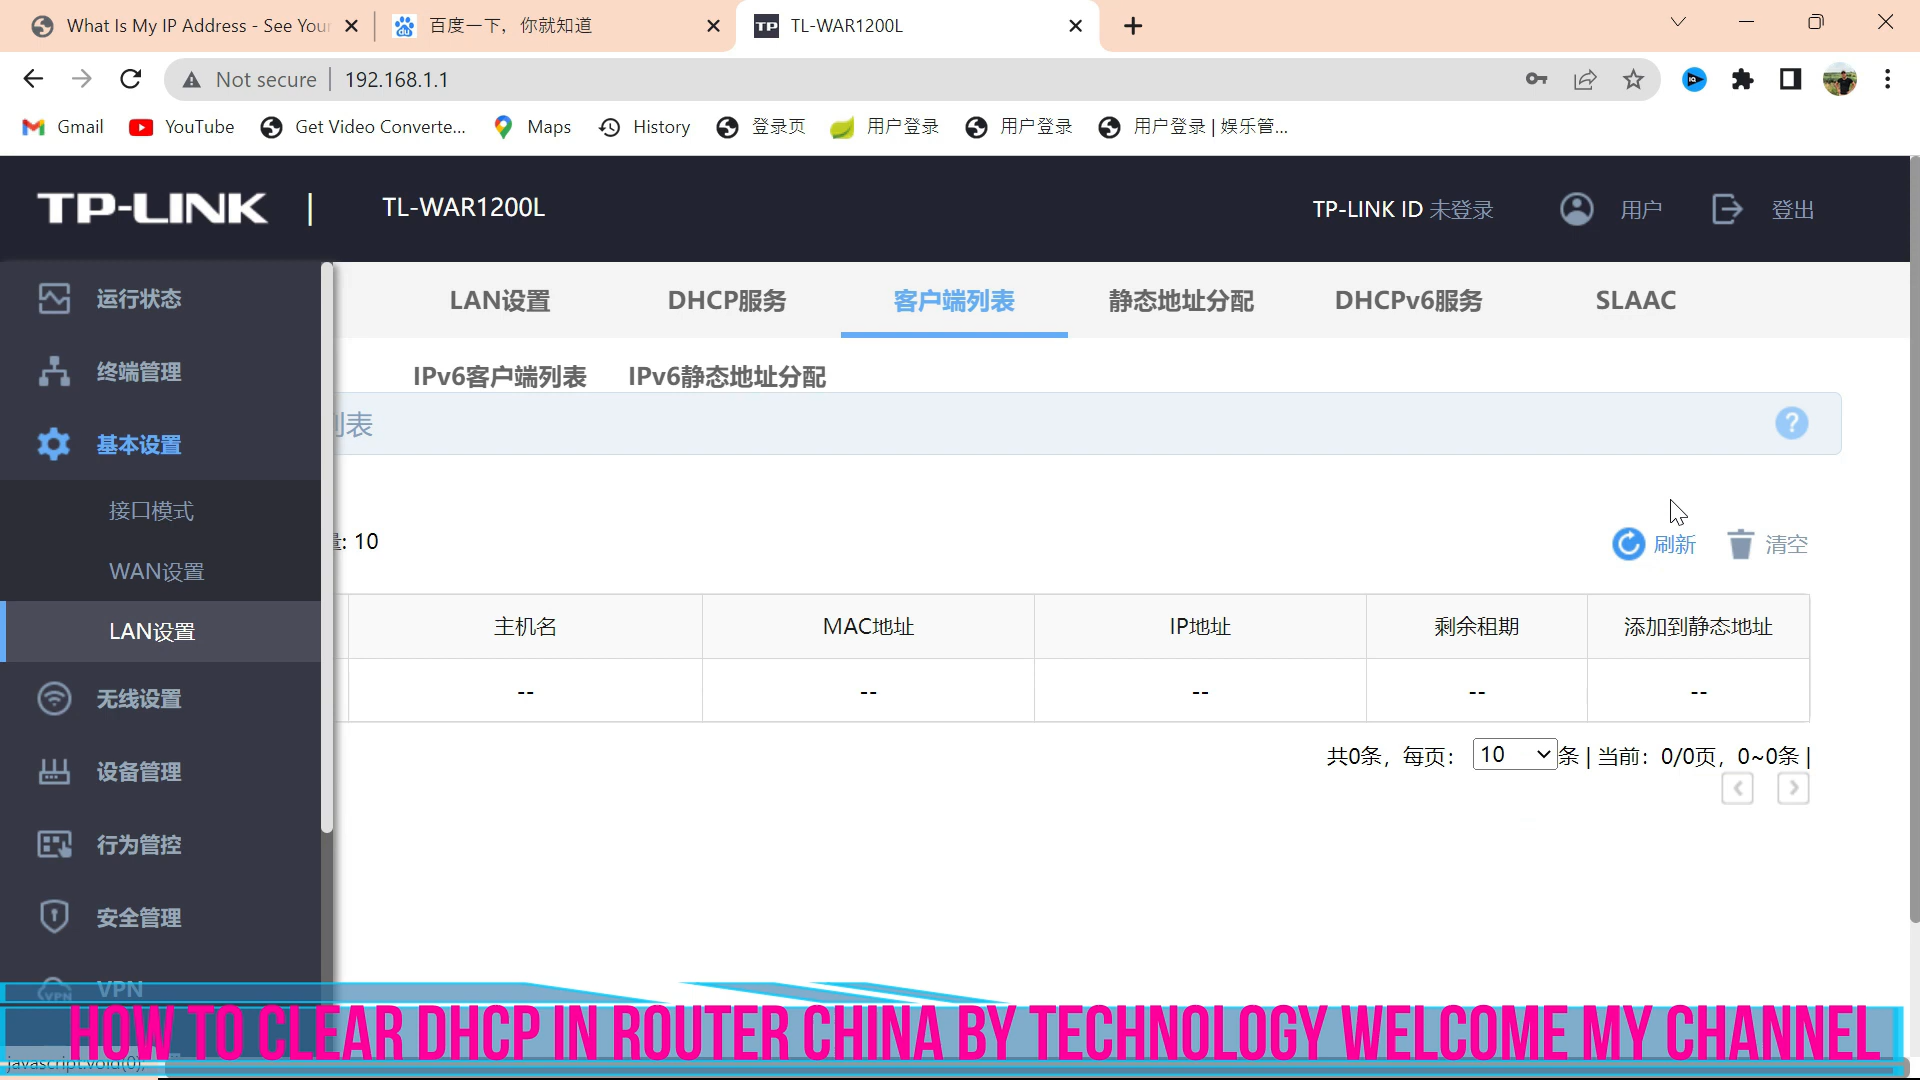 What Is My IP Address - See Your
百度一下，你就知道
TL-WAR1200L
Not secure
192.168.1.1
Gmail
YouTube
Get Video Converte...
Maps
History
登录页
用户登录
用户登录
用户登录 | 娱乐管...
TP-LINK | TL-WAR1200L
TP-LINK ID 未登录
用户
登出
运行状态
终端管理
基本设置
接口模式
WAN设置
LAN设置
无线设置
设备管理
行为管控
安全管理
VPN
LAN设置
DHCP服务
客户端列表
静态地址分配
DHCPv6服务
SLAAC
IPv6客户端列表
IPv6静态地址分配
列表
量: 10
刷新
清空
主机名
MAC地址
IP地址
剩余租期
添加到静态地址
--
--
--
--
--
共0条，每页： 10 条 | 当前：0/0页，0~0条 |
HOW TO CLEAR DHCP IN ROUTER CHINA BY TECHNOLOGY WELCOME MY CHANNEL
javascript:void(0);